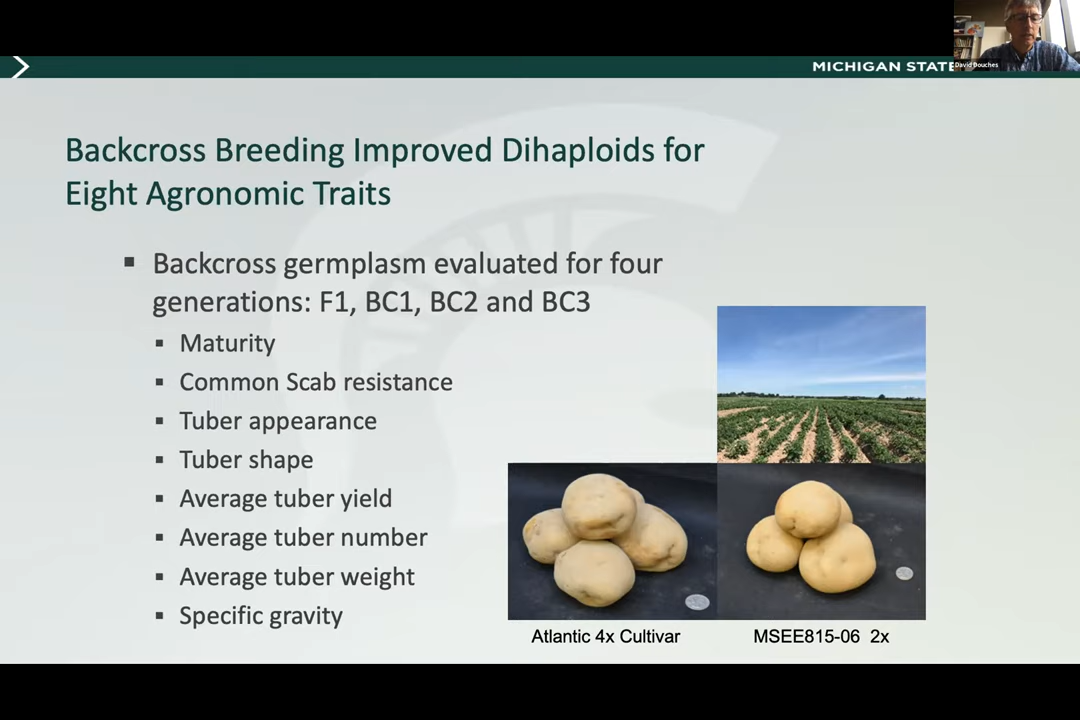 MICHIGAN STATE
David Douches
Backcross Breeding Improved Dihaploids for
Eight Agronomic Traits
▪ Backcross germplasm evaluated for four
generations: F1, BC1, BC2 and BC3
▪ Maturity
▪ Common Scab resistance
▪ Tuber appearance
▪ Tuber shape
▪ Average tuber yield
▪ Average tuber number
▪ Average tuber weight
▪ Specific gravity
Atlantic 4x Cultivar
MSEE815-06 2x